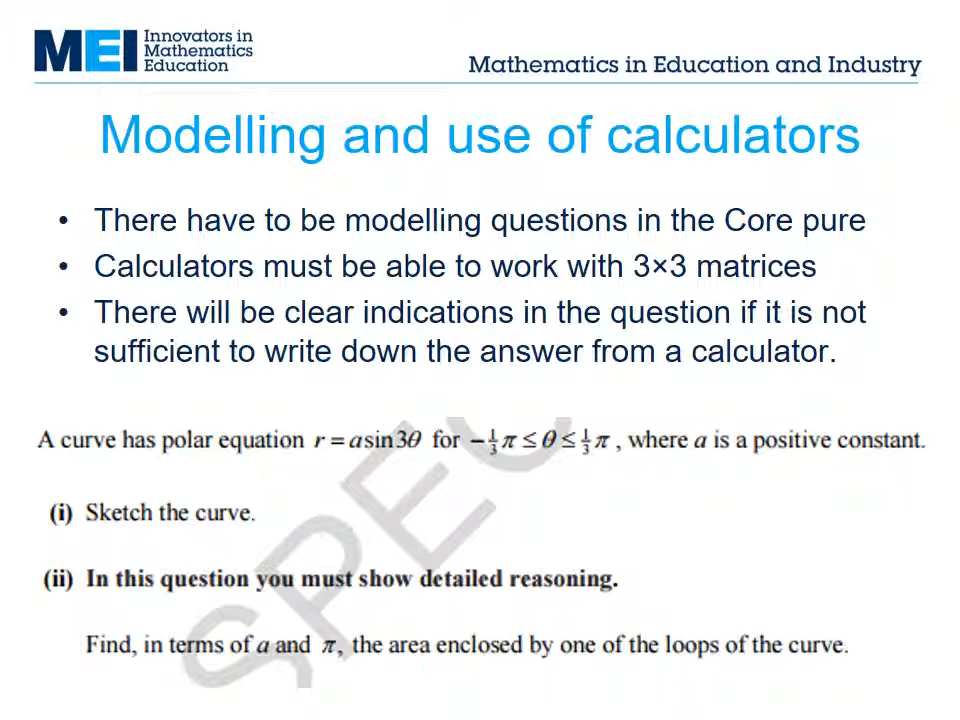 MEI Innovators in
Mathematics
Education
Mathematics in Education and Industry
Modelling and use of calculators
• There have to be modelling questions in the Core pure
• Calculators must be able to work with 3×3 matrices
• There will be clear indications in the question if it is not
sufficient to write down the answer from a calculator.
A curve has polar equation r = a sin 3θ for −⅓π ≤ θ ≤ ⅓π , where a is a positive constant.
(i) Sketch the curve.
(ii) In this question you must show detailed reasoning.
Find, in terms of a and π, the area enclosed by one of the loops of the curve.
SPEC